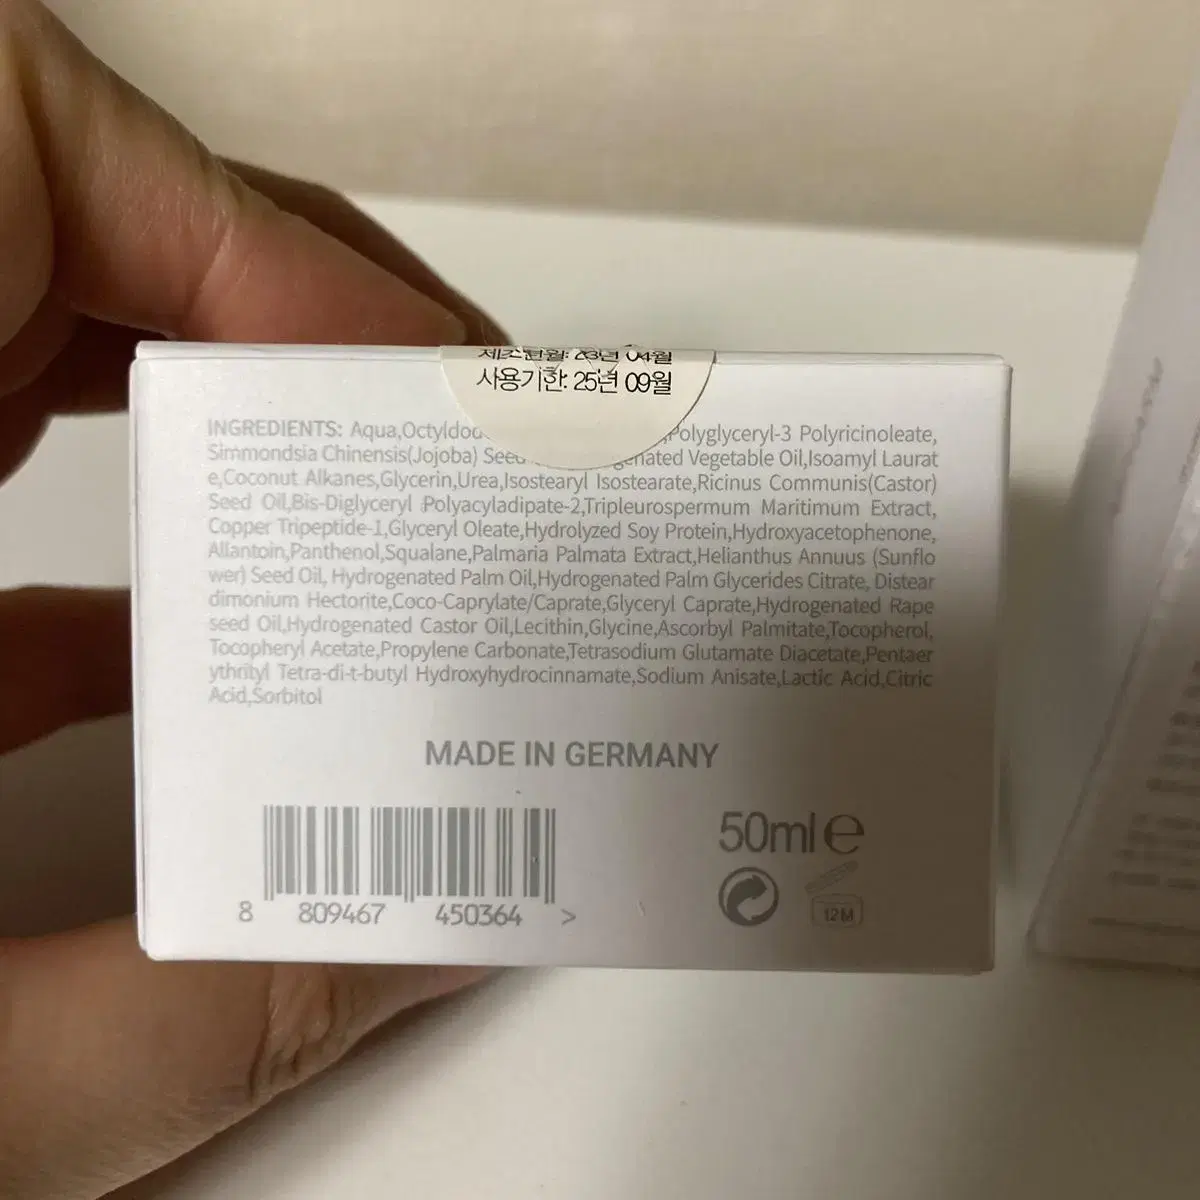 제조년월: 23년 04월
사용기한: 25년 09월
INGREDIENTS: Aqua,Octyldod ,Polyglyceryl-3 Polyricinoleate,
Simmondsia Chinensis(Jojoba) Seed enated Vegetable Oil,Isoamyl Laurat
e,Coconut Alkanes,Glycerin,Urea,Isostearyl Isostearate,Ricinus Communis(Castor)
Seed Oil,Bis-Diglyceryl Polyacyladipate-2,Tripleurospermum Maritimum Extract,
Copper Tripeptide-1,Glyceryl Oleate,Hydrolyzed Soy Protein,Hydroxyacetophenone,
Allantoin,Panthenol,Squalane,Palmaria Palmata Extract,Helianthus Annuus (Sunflo
wer) Seed Oil, Hydrogenated Palm Oil,Hydrogenated Palm Glycerides Citrate, Distear
dimonium Hectorite,Coco-Caprylate/Caprate,Glyceryl Caprate,Hydrogenated Rape
seed Oil,Hydrogenated Castor Oil,Lecithin,Glycine,Ascorbyl Palmitate,Tocopherol,
Tocopheryl Acetate,Propylene Carbonate,Tetrasodium Glutamate Diacetate,Pentaer
ythrityl Tetra-di-t-butyl Hydroxyhydrocinnamate,Sodium Anisate,Lactic Acid,Citric
Acid,Sorbitol
MADE IN GERMANY
50ml e
12M
8 809467 450364 >